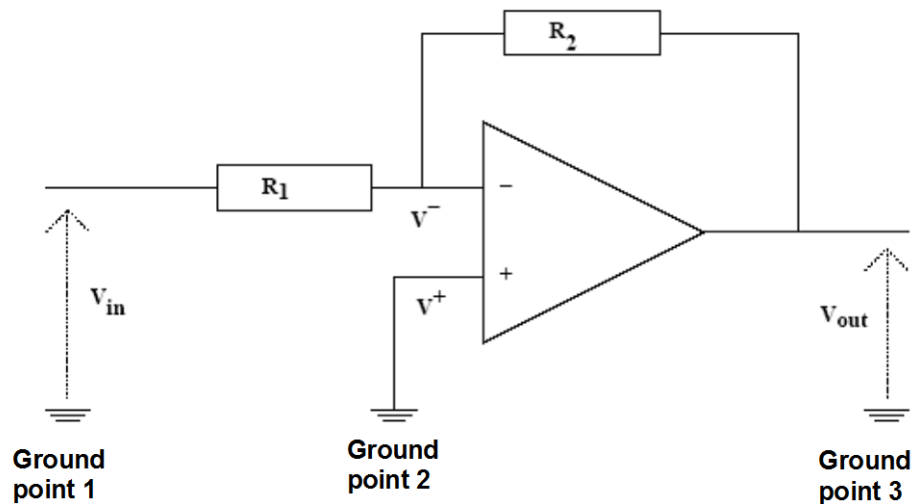 R2
R1
−
V−
+
V+
Vin
Vout
Ground
point 1
Ground
point 2
Ground
point 3